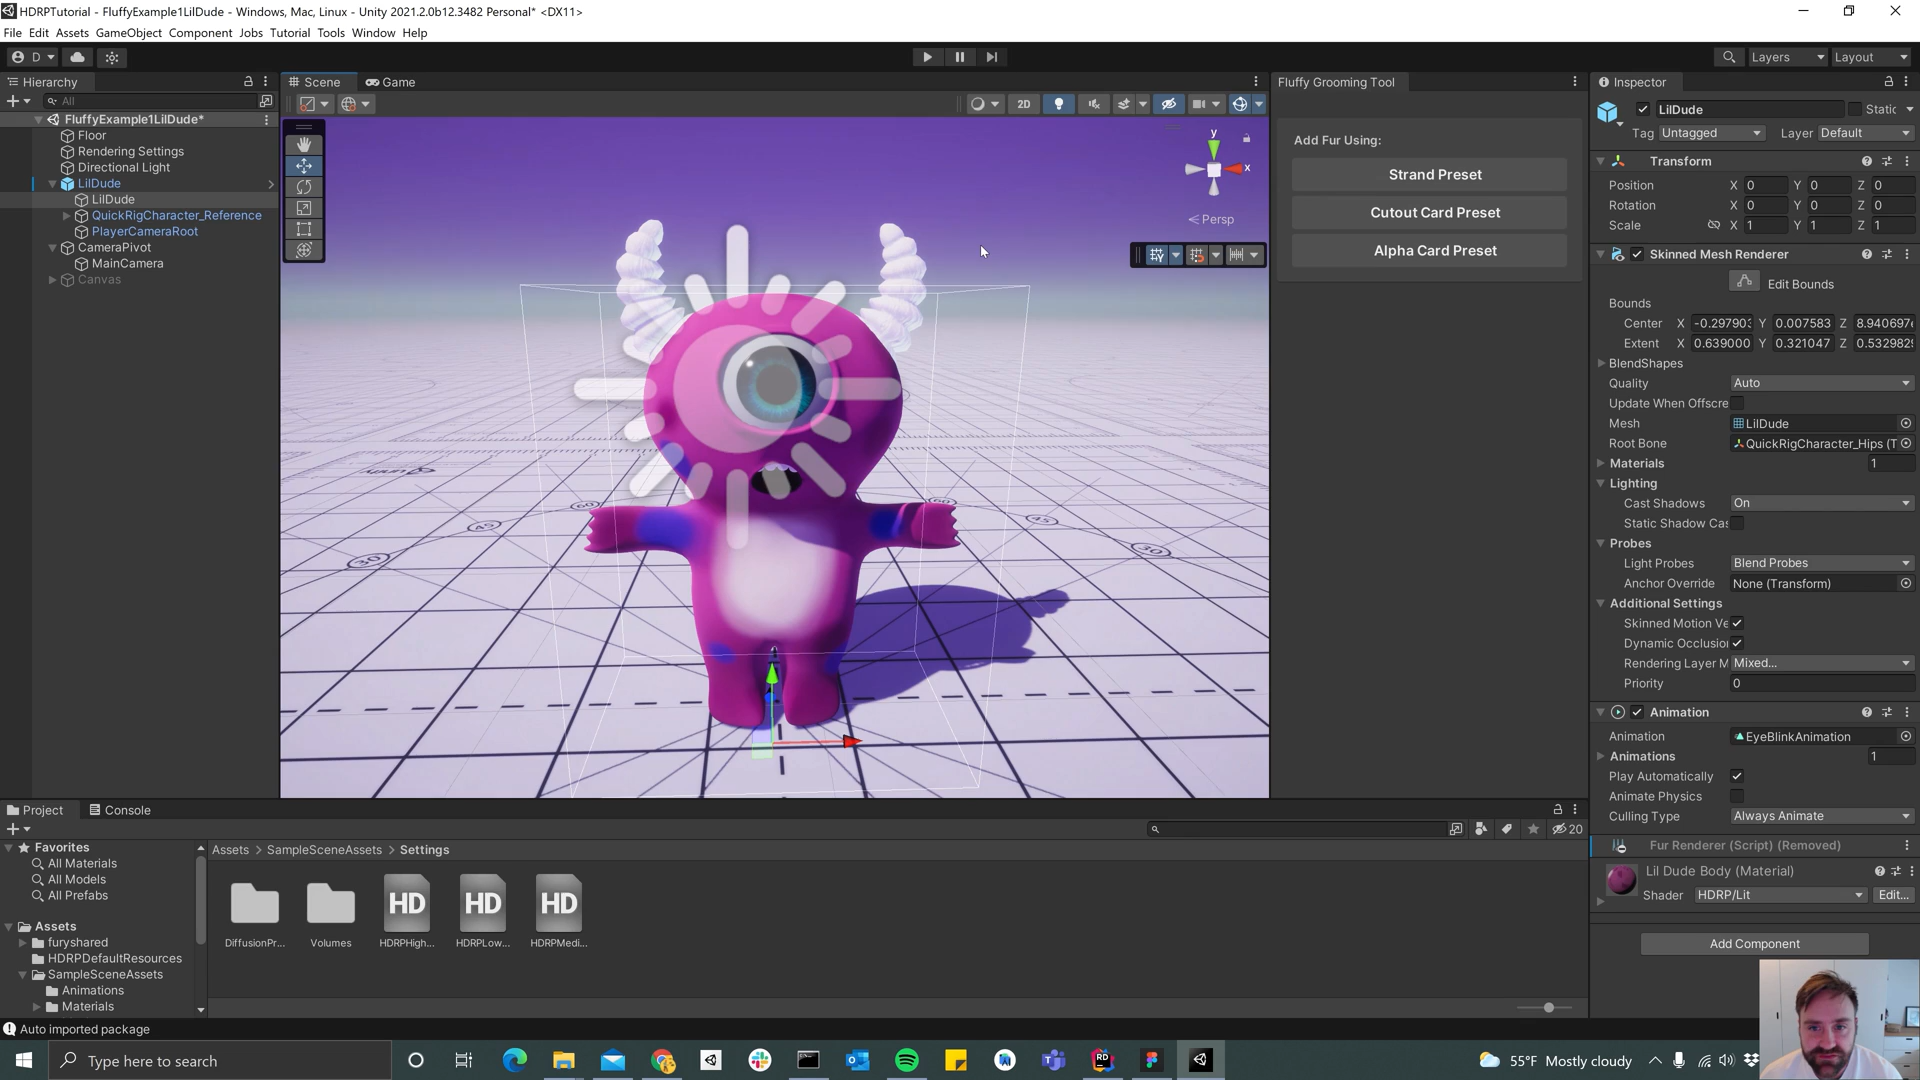 HDRPTutorial - FluffyExample1LilDude - Windows, Mac, Linux - Unity 2021.2.0b12.3482 Personal* <DX11>
File Edit Assets GameObject Component Jobs Tutorial Tools Window Help
D Layers Layout
Hierarchy
All
FluffyExample1LilDude*
Floor
Rendering Settings
Directional Light
LilDude
LilDude
QuickRigCharacter_Reference
PlayerCameraRoot
CameraPivot
MainCamera
Canvas
Scene Game
2D
y
x
Persp
60
60
45
45
30
30
Fluffy Grooming Tool
Add Fur Using:
Strand Preset
Cutout Card Preset
Alpha Card Preset
Inspector
LilDude Static
Tag Untagged Layer Default
Transform
Position X 0 Y 0 Z 0
Rotation X 0 Y 0 Z 0
Scale X 1 Y 1 Z 1
Skinned Mesh Renderer
Edit Bounds
Bounds
Center X -0.297903 Y 0.007583 Z 8.940697e
Extent X 0.639000 Y 0.321047 Z 0.532982
BlendShapes
Quality Auto
Update When Offscre
Mesh LilDude
Root Bone QuickRigCharacter_Hips (T
Materials 1
Lighting
Cast Shadows On
Static Shadow Cas
Probes
Light Probes Blend Probes
Anchor Override None (Transform)
Additional Settings
Skinned Motion Ve
Dynamic Occlusion
Rendering Layer M Mixed...
Priority 0
Animation
Animation EyeBlinkAnimation
Animations 1
Play Automatically
Animate Physics
Culling Type Always Animate
Fur Renderer (Script) (Removed)
Lil Dude Body (Material)
Shader HDRP/Lit Edit...
Add Component
Project Console
20
Favorites
All Materials
All Models
All Prefabs
Assets
furyshared
HDRPDefaultResources
SampleSceneAssets
Animations
Materials
Assets > SampleSceneAssets > Settings
HD HD HD
DiffusionPr... Volumes HDRPHigh... HDRPLow... HDRPMedi...
Auto imported package
Type here to search
55°F Mostly cloudy